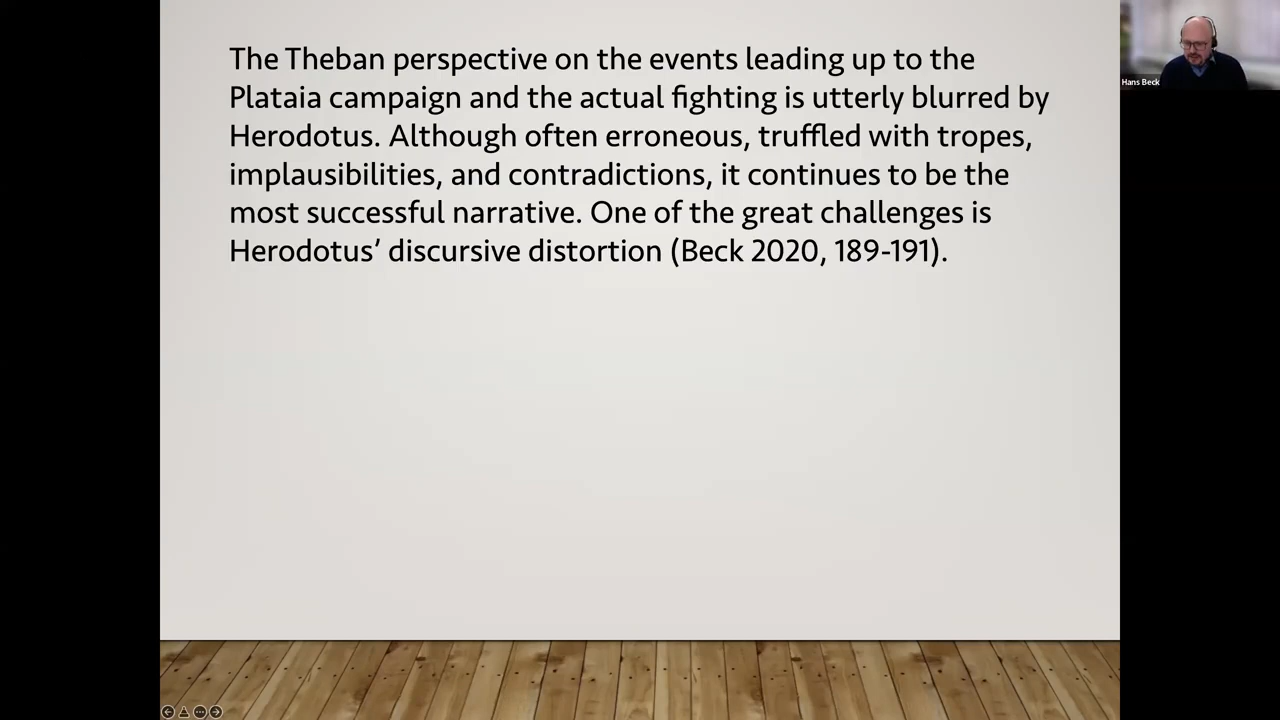 The Theban perspective on the events leading up to the
Plataia campaign and the actual fighting is utterly blurred by
Herodotus. Although often erroneous, truffled with tropes,
implausibilities, and contradictions, it continues to be the
most successful narrative. One of the great challenges is
Herodotus’ discursive distortion (Beck 2020, 189-191).
Hans Beck